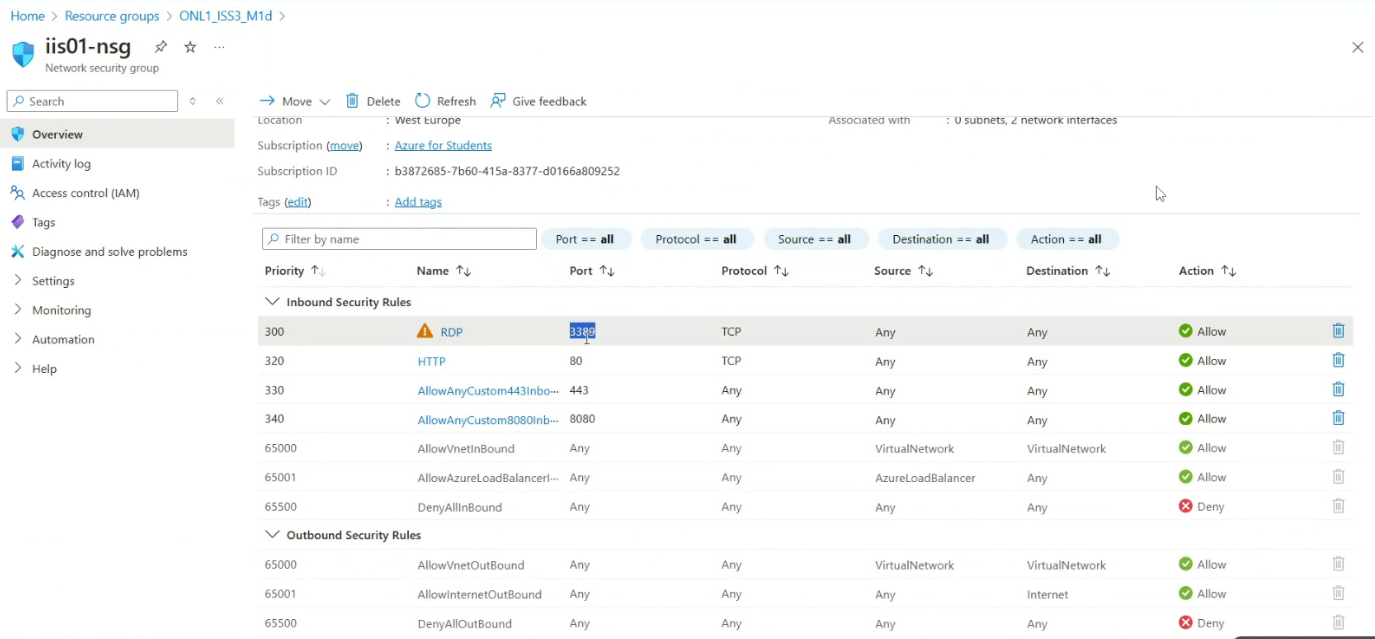 Home > Resource groups > ONL1_ISS3_M1d >
iis01-nsg
Network security group
Search
Overview
Activity log
Access control (IAM)
Tags
Diagnose and solve problems
Settings
Monitoring
Automation
Help
Move Delete Refresh Give feedback
Location : West Europe Associated with : 0 subnets, 2 network interfaces
Subscription (move) : Azure for Students
Subscription ID : b3872685-7b60-415a-8377-d0166a809252
Tags (edit) : Add tags
Filter by name Port == all Protocol == all Source == all Destination == all Action == all
Priority Name Port Protocol Source Destination Action
Inbound Security Rules
300 RDP 3389 TCP Any Any Allow
320 HTTP 80 TCP Any Any Allow
330 AllowAnyCustom443Inbo··· 443 Any Any Any Allow
340 AllowAnyCustom8080Inb··· 8080 Any Any Any Allow
65000 AllowVnetInBound Any Any VirtualNetwork VirtualNetwork Allow
65001 AllowAzureLoadBalancerI··· Any Any AzureLoadBalancer Any Allow
65500 DenyAllInBound Any Any Any Any Deny
Outbound Security Rules
65000 AllowVnetOutBound Any Any VirtualNetwork VirtualNetwork Allow
65001 AllowInternetOutBound Any Any Any Internet Allow
65500 DenyAllOutBound Any Any Any Any Deny